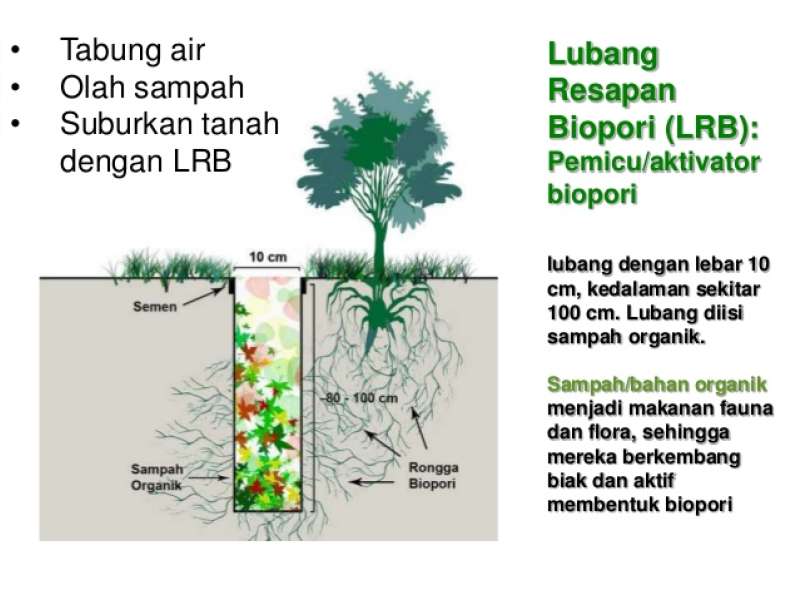 • Tabung air
• Olah sampah
• Suburkan tanah
dengan LRB
Lubang
Resapan
Biopori (LRB):
Pemicu/aktivator
biopori
lubang dengan lebar 10
cm, kedalaman sekitar
100 cm. Lubang diisi
sampah organik.
Sampah/bahan organik
menjadi makanan fauna
dan flora, sehingga
mereka berkembang
biak dan aktif
membentuk biopori
10 cm
Semen
80 - 100 cm
Sampah
Organik
Rongga
Biopori